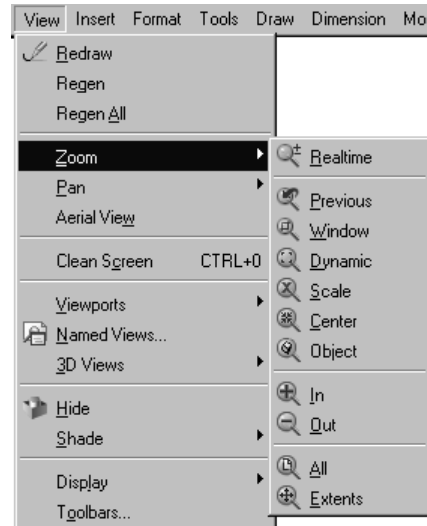 View Insert Format Tools Draw Dimension Mo
Redraw
Regen
Regen All
Zoom
Pan
Aerial View
Clean Screen CTRL+0
Viewports
Named Views...
3D Views
Hide
Shade
Display
Toolbars...
Realtime
Previous
Window
Dynamic
Scale
Center
Object
In
Out
All
Extents